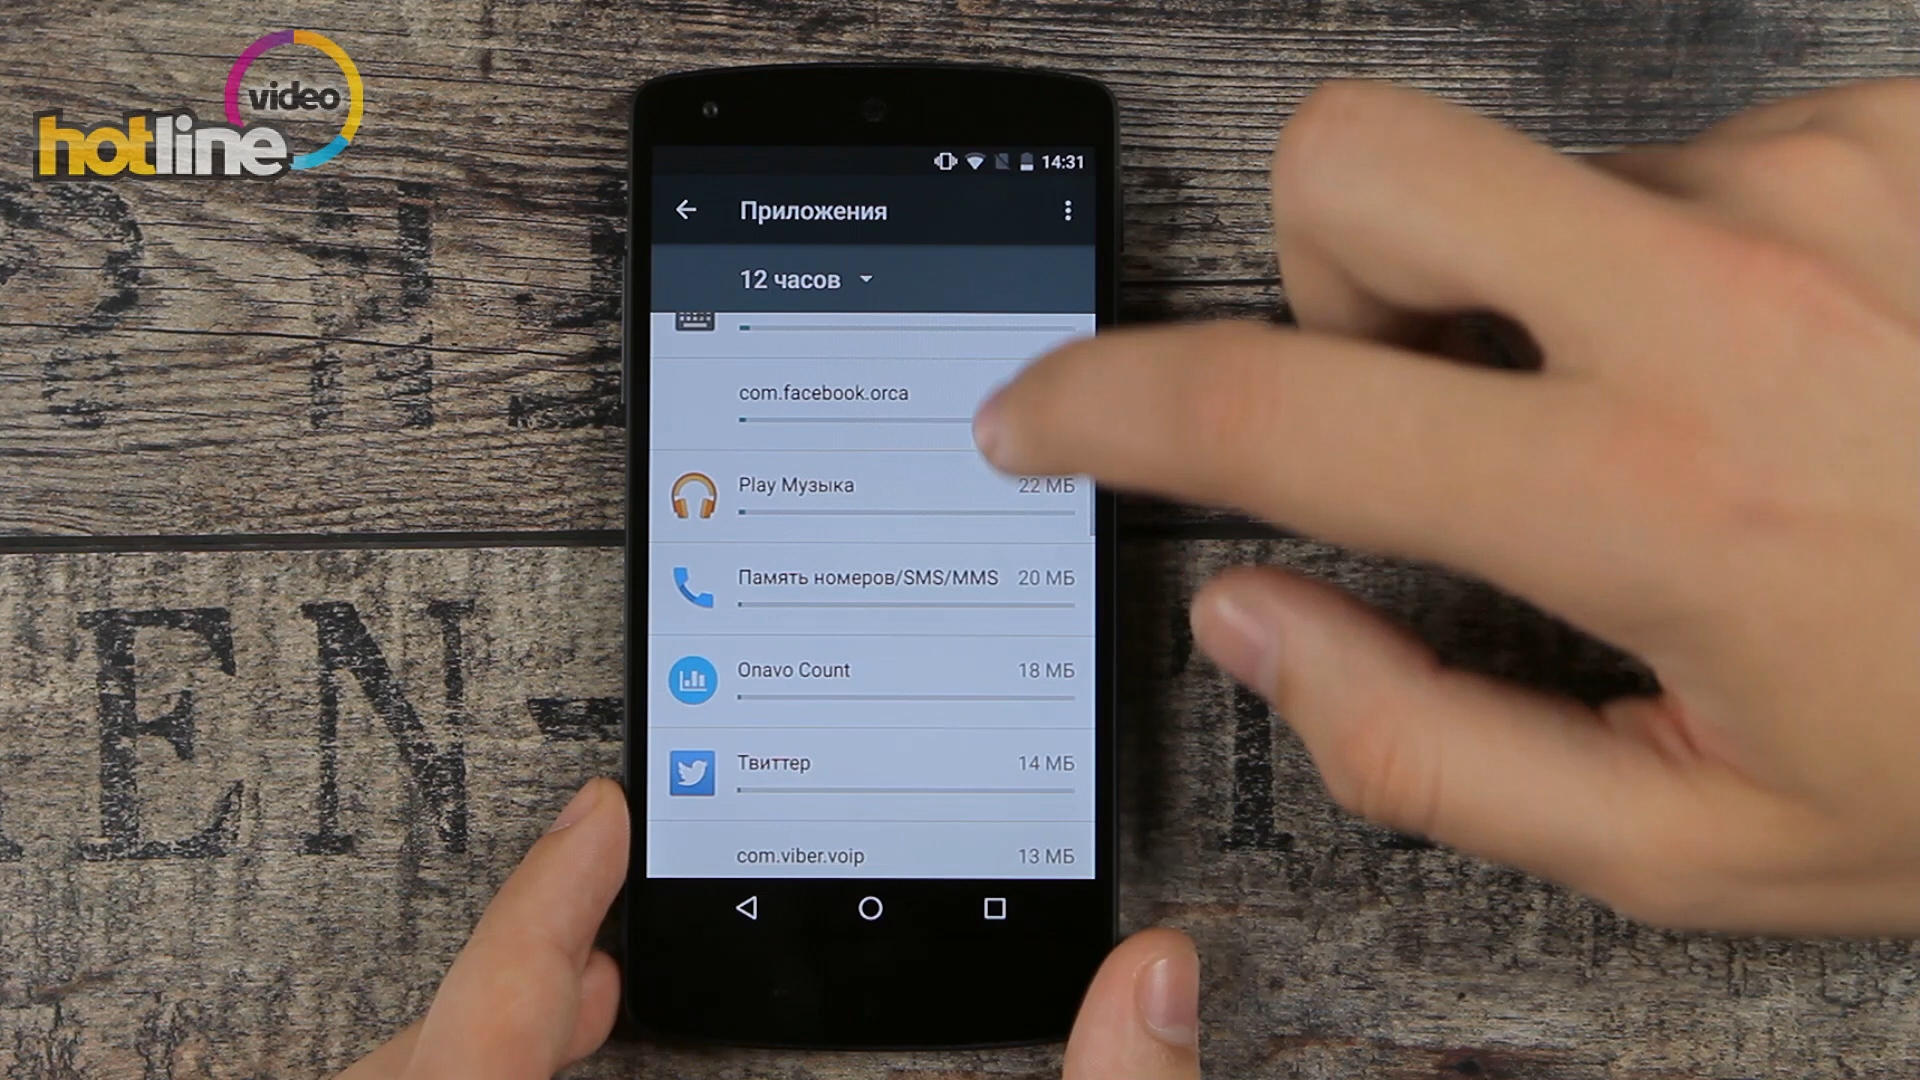 video
hotline
14:31
Приложения
12 часов
com.facebook.orca
Play Музыка 22 МБ
Память номеров/SMS/MMS 20 МБ
Onavo Count 18 МБ
Твиттер 14 МБ
com.viber.voip 13 МБ
EN-